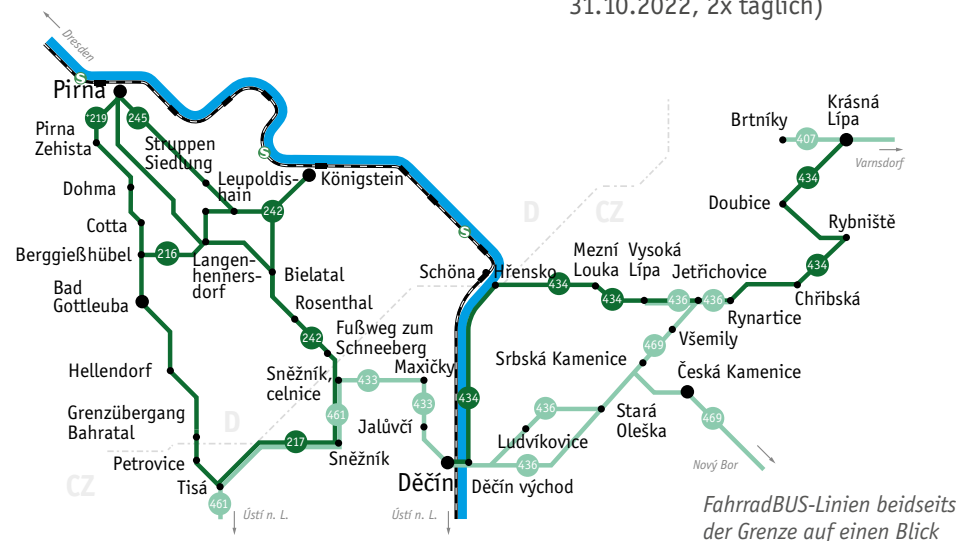 31.10.2022, 2x täglich)
Dresden
S
Pirna
*219
245
Pirna
Zehista
Struppen
Siedlung
S
Leupoldis-
hain
Königstein
Dohma
242
Cotta
Berggießhübel
216
Langen-
henners-
dorf
Bielatal
Bad
Gottleuba
Rosenthal
242
Fußweg zum
Schneeberg
Hellendorf
Sněžník,
celnice
433
Maxičky
461
433
Grenzübergang
Bahratal
D
217
Jalůvčí
Petrovice
Sněžník
CZ
Tisá
461
Ústí n. L.
Ústí n. L.
Děčín
Děčín východ
434
S
D
CZ
Schöna
Hřensko
434
Mezní
Louka
434
Vysoká
Lípa
436
Jetřichovice
436
Rynartice
Chřibská
434
Rybniště
Doubice
434
Brtníky
407
Krásná
Lípa
Varnsdorf
Všemily
469
Srbská Kamenice
Česká Kamenice
469
436
Stará
Oleška
Ludvíkovice
436
Nový Bor
FahrradBUS-Linien beidseits
der Grenze auf einen Blick